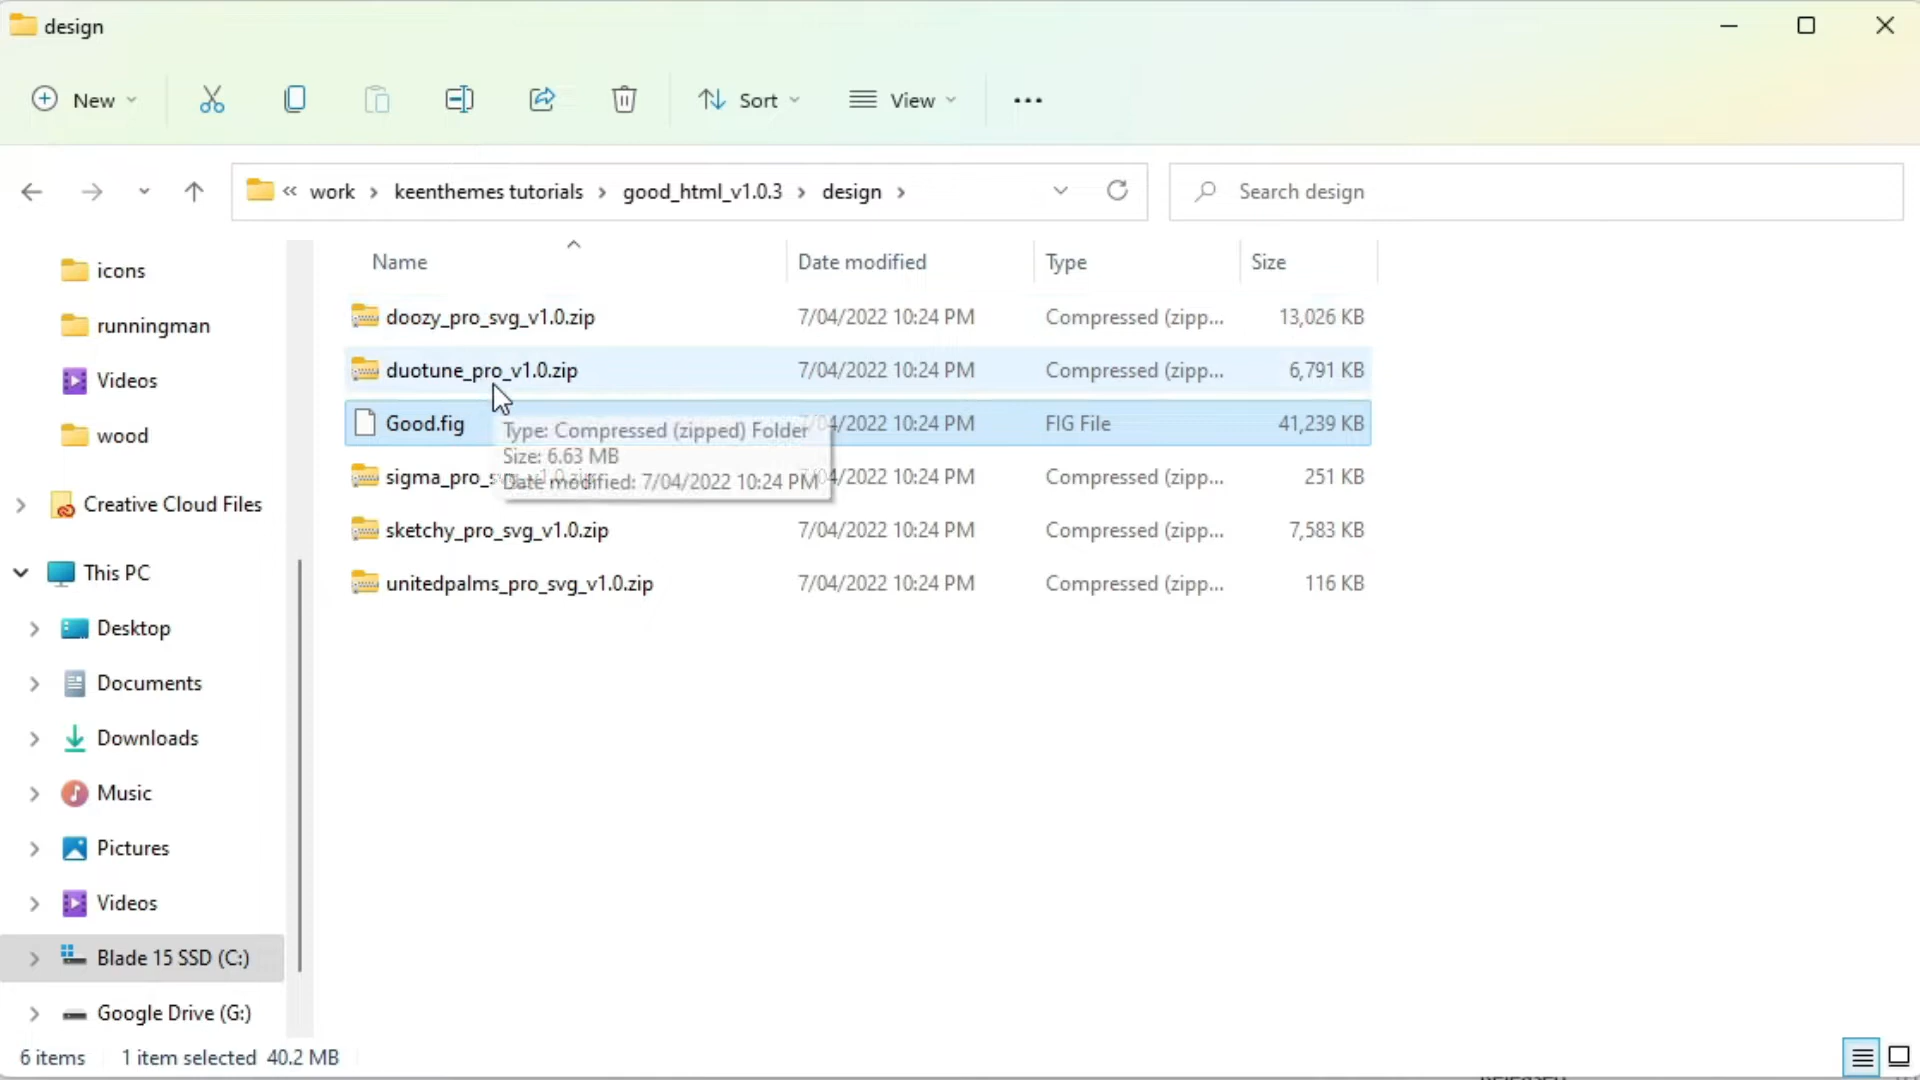 design
New
Sort
View
« work › keenthemes tutorials › good_html_v1.0.3 › design ›
Search design
icons
runningman
Videos
wood
Creative Cloud Files
This PC
Desktop
Documents
Downloads
Music
Pictures
Videos
Blade 15 SSD (C:)
Google Drive (G:)
Name Date modified Type Size
doozy_pro_svg_v1.0.zip 7/04/2022 10:24 PM Compressed (zipp... 13,026 KB
duotune_pro_v1.0.zip 7/04/2022 10:24 PM Compressed (zipp... 6,791 KB
Good.fig 7/04/2022 10:24 PM FIG File 41,239 KB
Type: Compressed (zipped) Folder
Size: 6.63 MB
Date modified: 7/04/2022 10:24 PM
sigma_pro_s 10:24 PM Compressed (zipp... 251 KB
sketchy_pro_svg_v1.0.zip 7/04/2022 10:24 PM Compressed (zipp... 7,583 KB
unitedpalms_pro_svg_v1.0.zip 7/04/2022 10:24 PM Compressed (zipp... 116 KB
6 items 1 item selected 40.2 MB